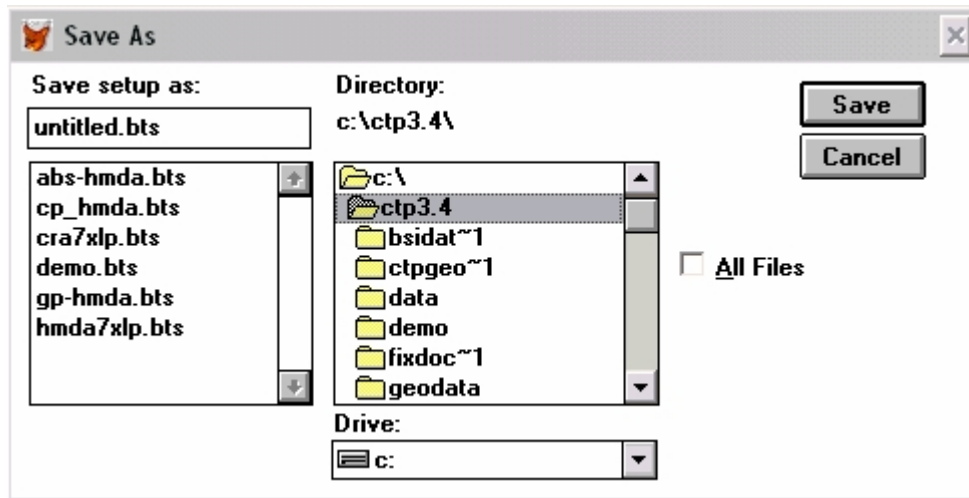 Save As
Save setup as:
untitled.bts
abs-hmda.bts
cp_hmda.bts
cra7xlp.bts
demo.bts
gp-hmda.bts
hmda7xlp.bts
Directory:
c:\ctp3.4\
c:\
ctp3.4
bsidat~1
ctpgeo~1
data
demo
fixdoc~1
geodata
Drive:
c:
Save
Cancel
All Files